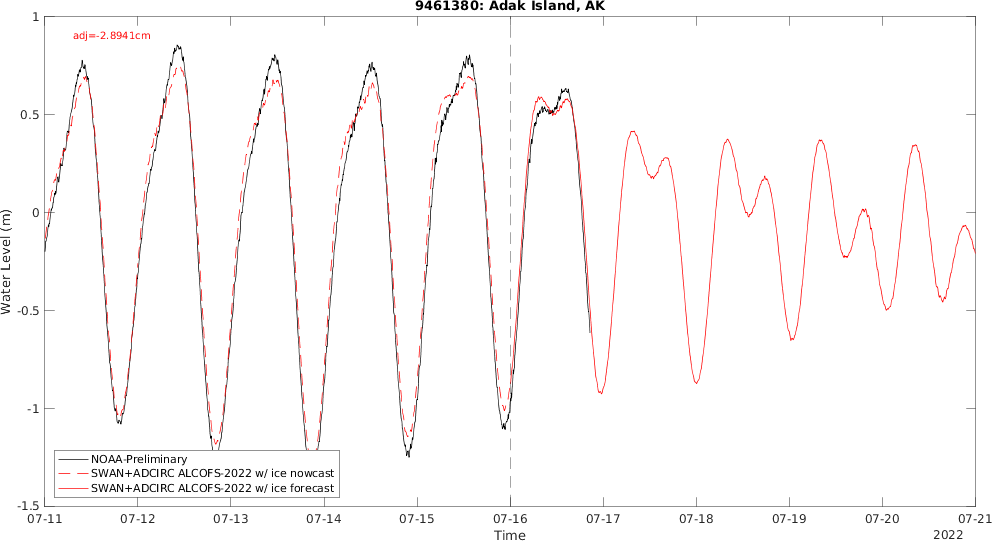 9461380: Adak Island, AK
adj=-2.8941cm
1
0.5
0
-0.5
-1
-1.5
Water Level (m)
NOAA-Preliminary
SWAN+ADCIRC ALCOFS-2022 w/ ice nowcast
SWAN+ADCIRC ALCOFS-2022 w/ ice forecast
07-11 07-12 07-13 07-14 07-15 07-16 07-17 07-18 07-19 07-20 07-21
Time
2022